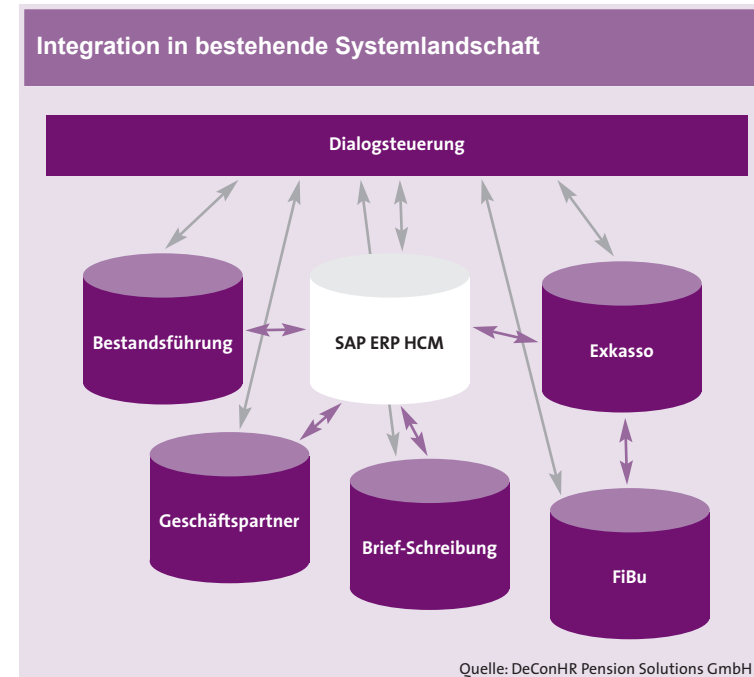 Integration in bestehende Systemlandschaft
Dialogsteuerung
Bestandsführung
SAP ERP HCM
Exkasso
Geschäftspartner
Brief-Schreibung
FiBu
Quelle: DeConHR Pension Solutions GmbH